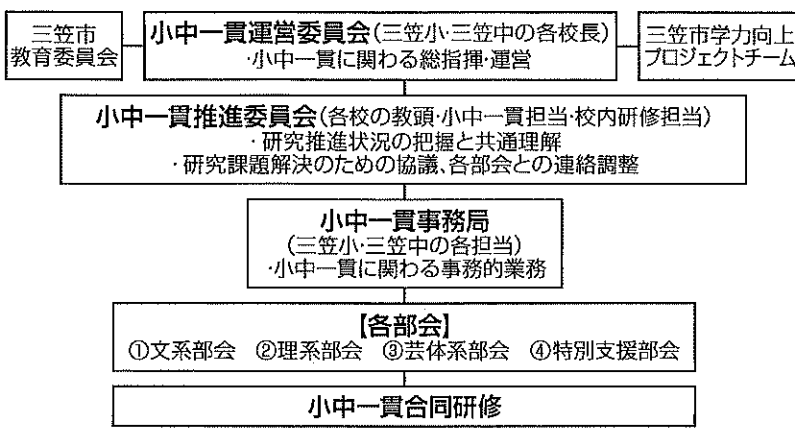 三笠市
教育委員会
小中一貫運営委員会(三笠小・三笠中の各校長)
・小中一貫に関わる総指揮・運営
三笠市学力向上
プロジェクトチーム
小中一貫推進委員会(各校の教頭・小中一貫担当・校内研修担当)
・研究推進状況の把握と共通理解
・研究課題解決のための協議、各部会との連絡調整
小中一貫事務局
(三笠小・三笠中の各担当)
・小中一貫に関わる事務的業務
【各部会】
①文系部会 ②理系部会 ③芸体系部会 ④特別支援部会
小中一貫合同研修